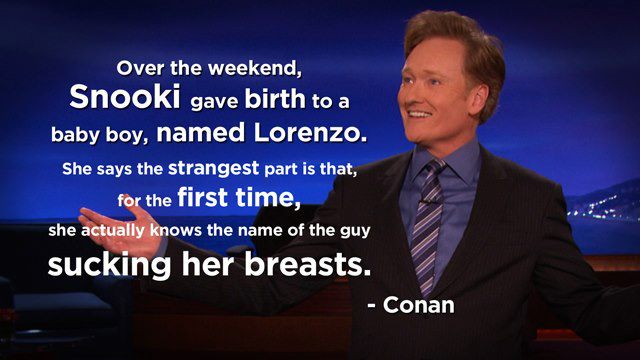 Over the weekend,
Snooki gave birth to a
baby boy, named Lorenzo.
She says the strangest part is that,
for the first time,
she actually knows the name of the guy
sucking her breasts.
- Conan